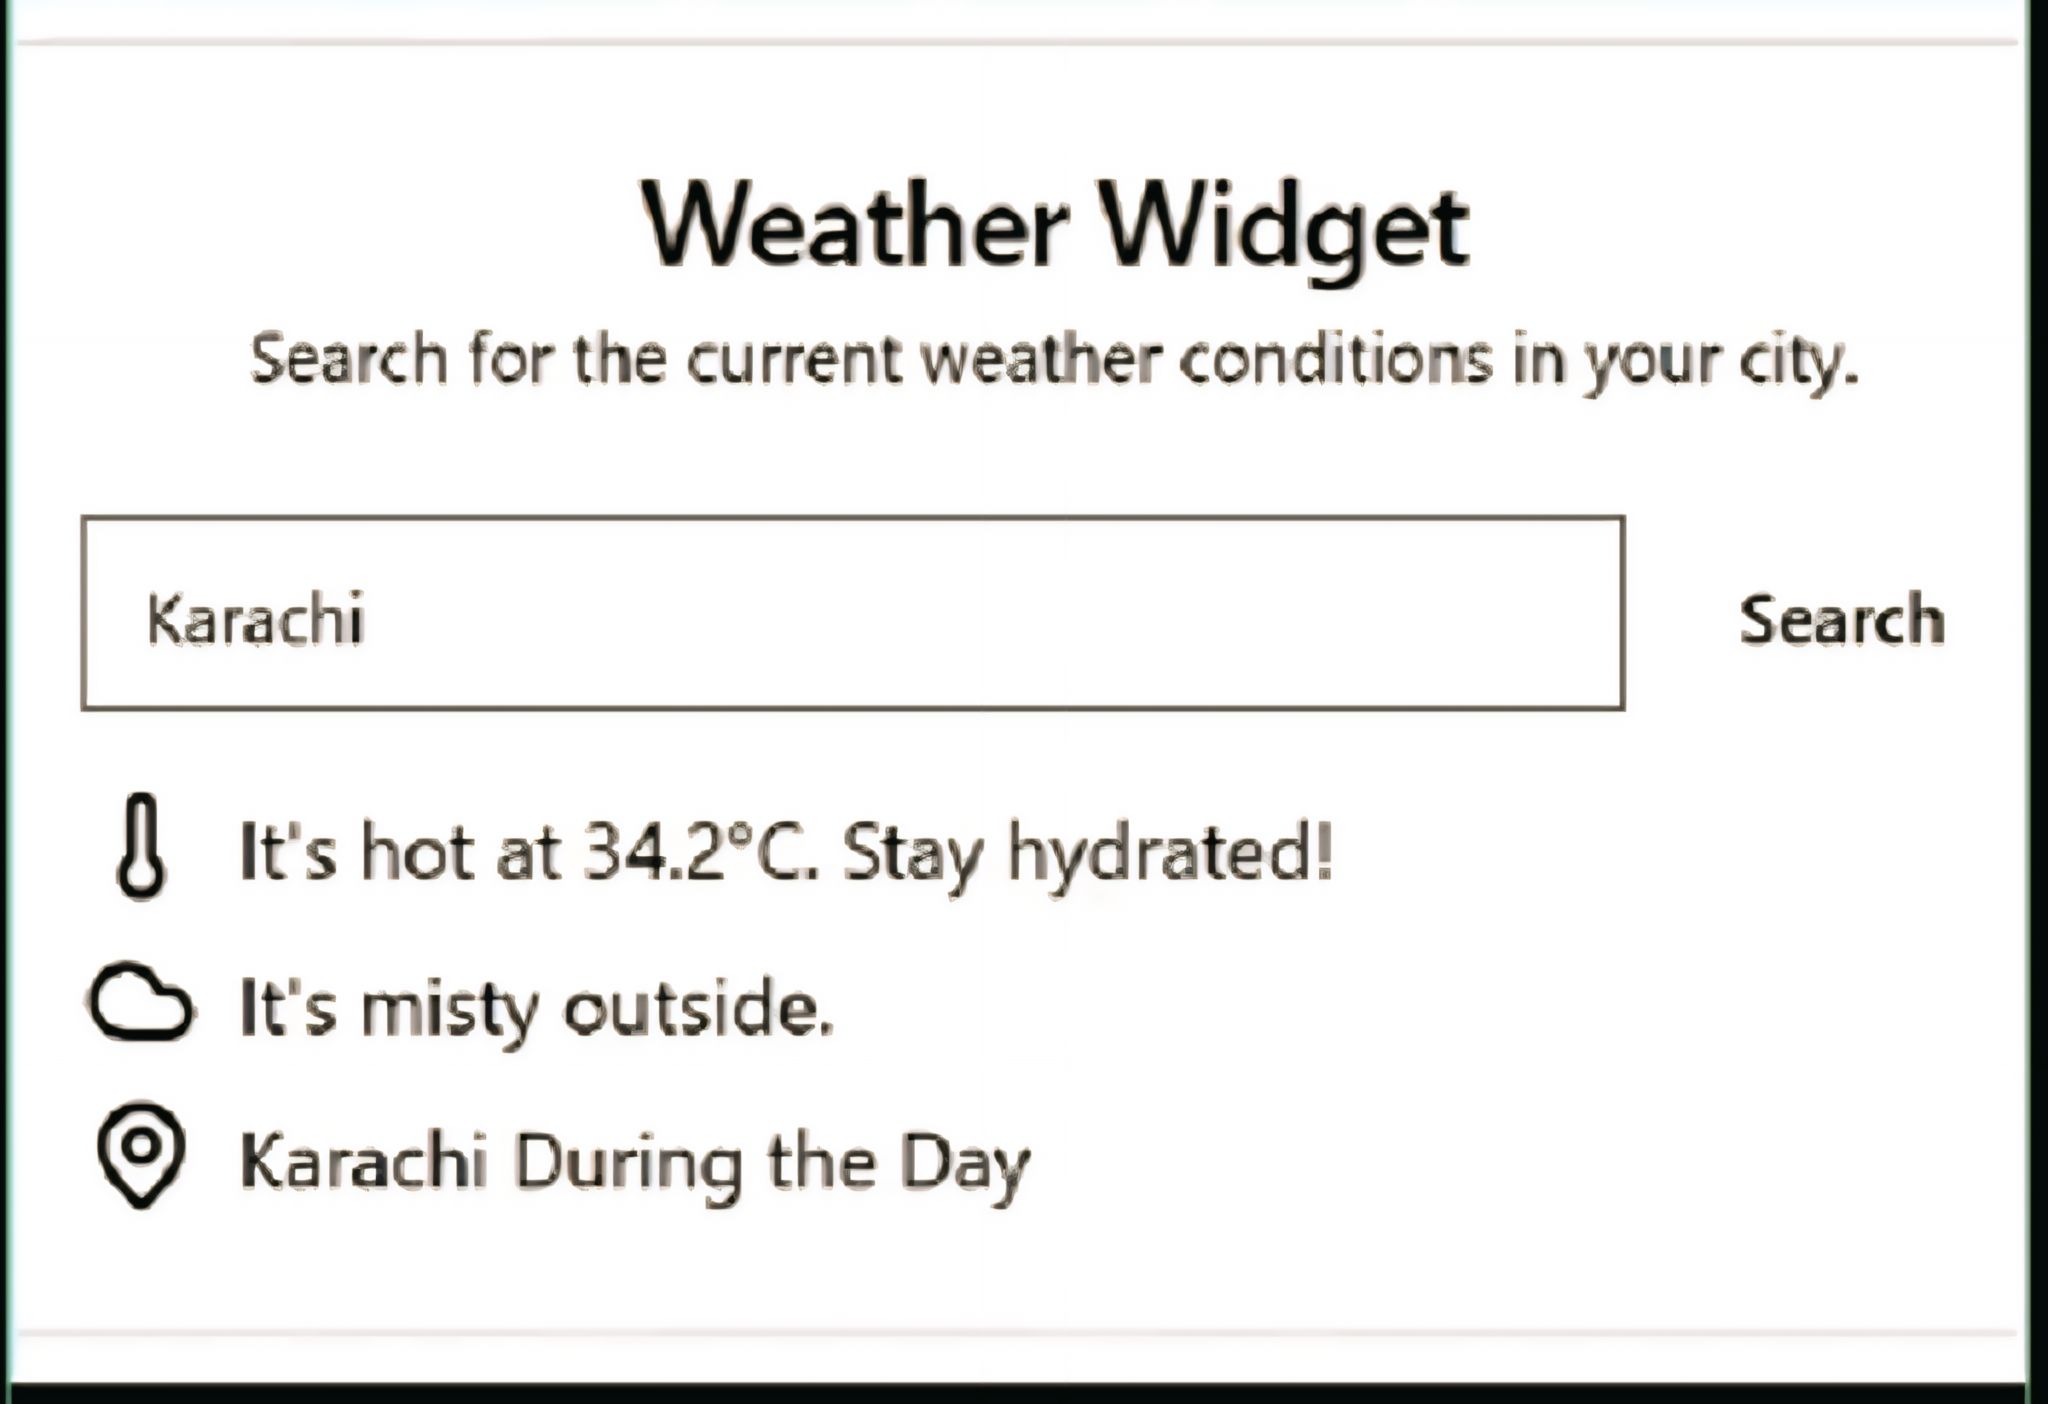 Weather Widget
Search for the current weather conditions in your city.
Karachi Search
It's hot at 34.2°C. Stay hydrated!
It's misty outside.
Karachi During the Day